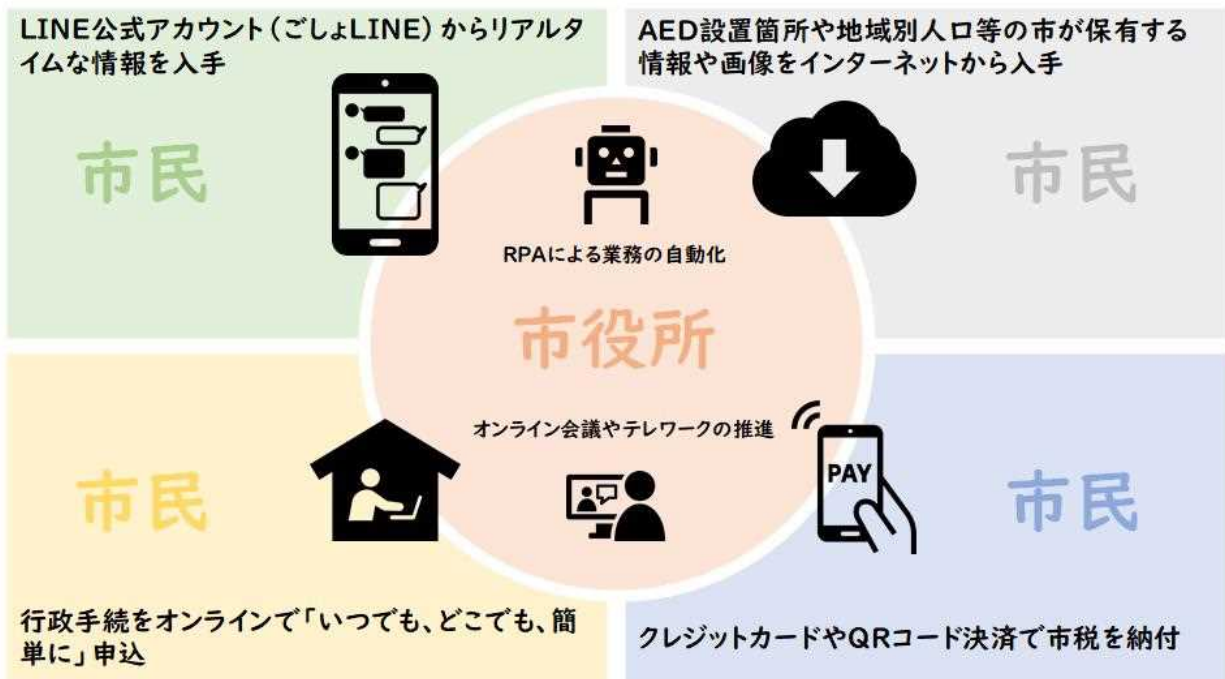 LINE公式アカウント(ごしょLINE)からリアルタ
イムな情報を入手
市民
AED設置箇所や地域別人口等の市が保有する
情報や画像をインターネットから入手
市民
RPAによる業務の自動化
市役所
オンライン会議やテレワークの推進
市民
行政手続をオンラインで「いつでも、どこでも、簡
単に」申込
PAY
市民
クレジットカードやQRコード決済で市税を納付